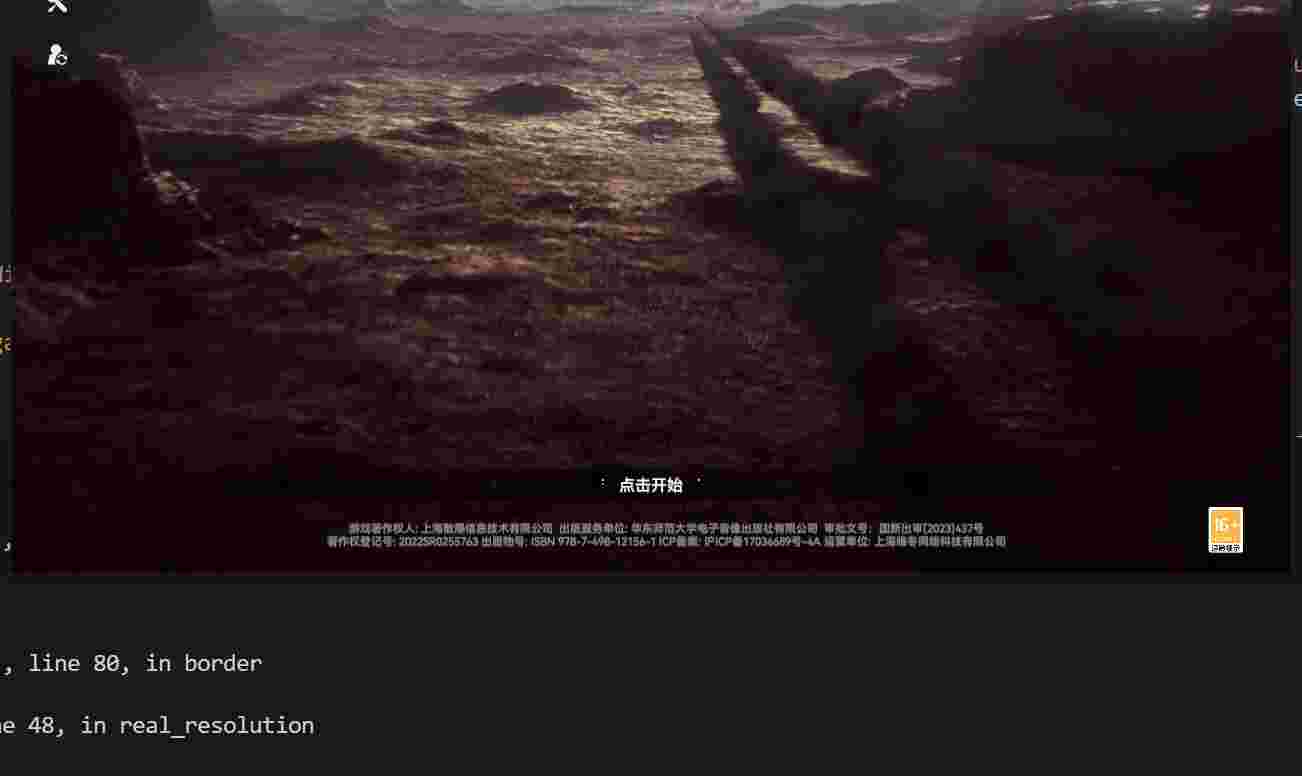 点击开始
游戏著作权人: 上海散爆信息技术有限公司 出版服务单位: 华东师范大学电子音像出版社有限公司 审批文号: 国新出审[2023]437号
著作权登记号: 2022SR0255763 出版物号: ISBN 978-7-498-12156-1 ICP备案: 沪ICP备17036689号-4A 运营单位: 上海暗冬网络科技有限公司
16+
, line 80, in border
e 48, in real_resolution